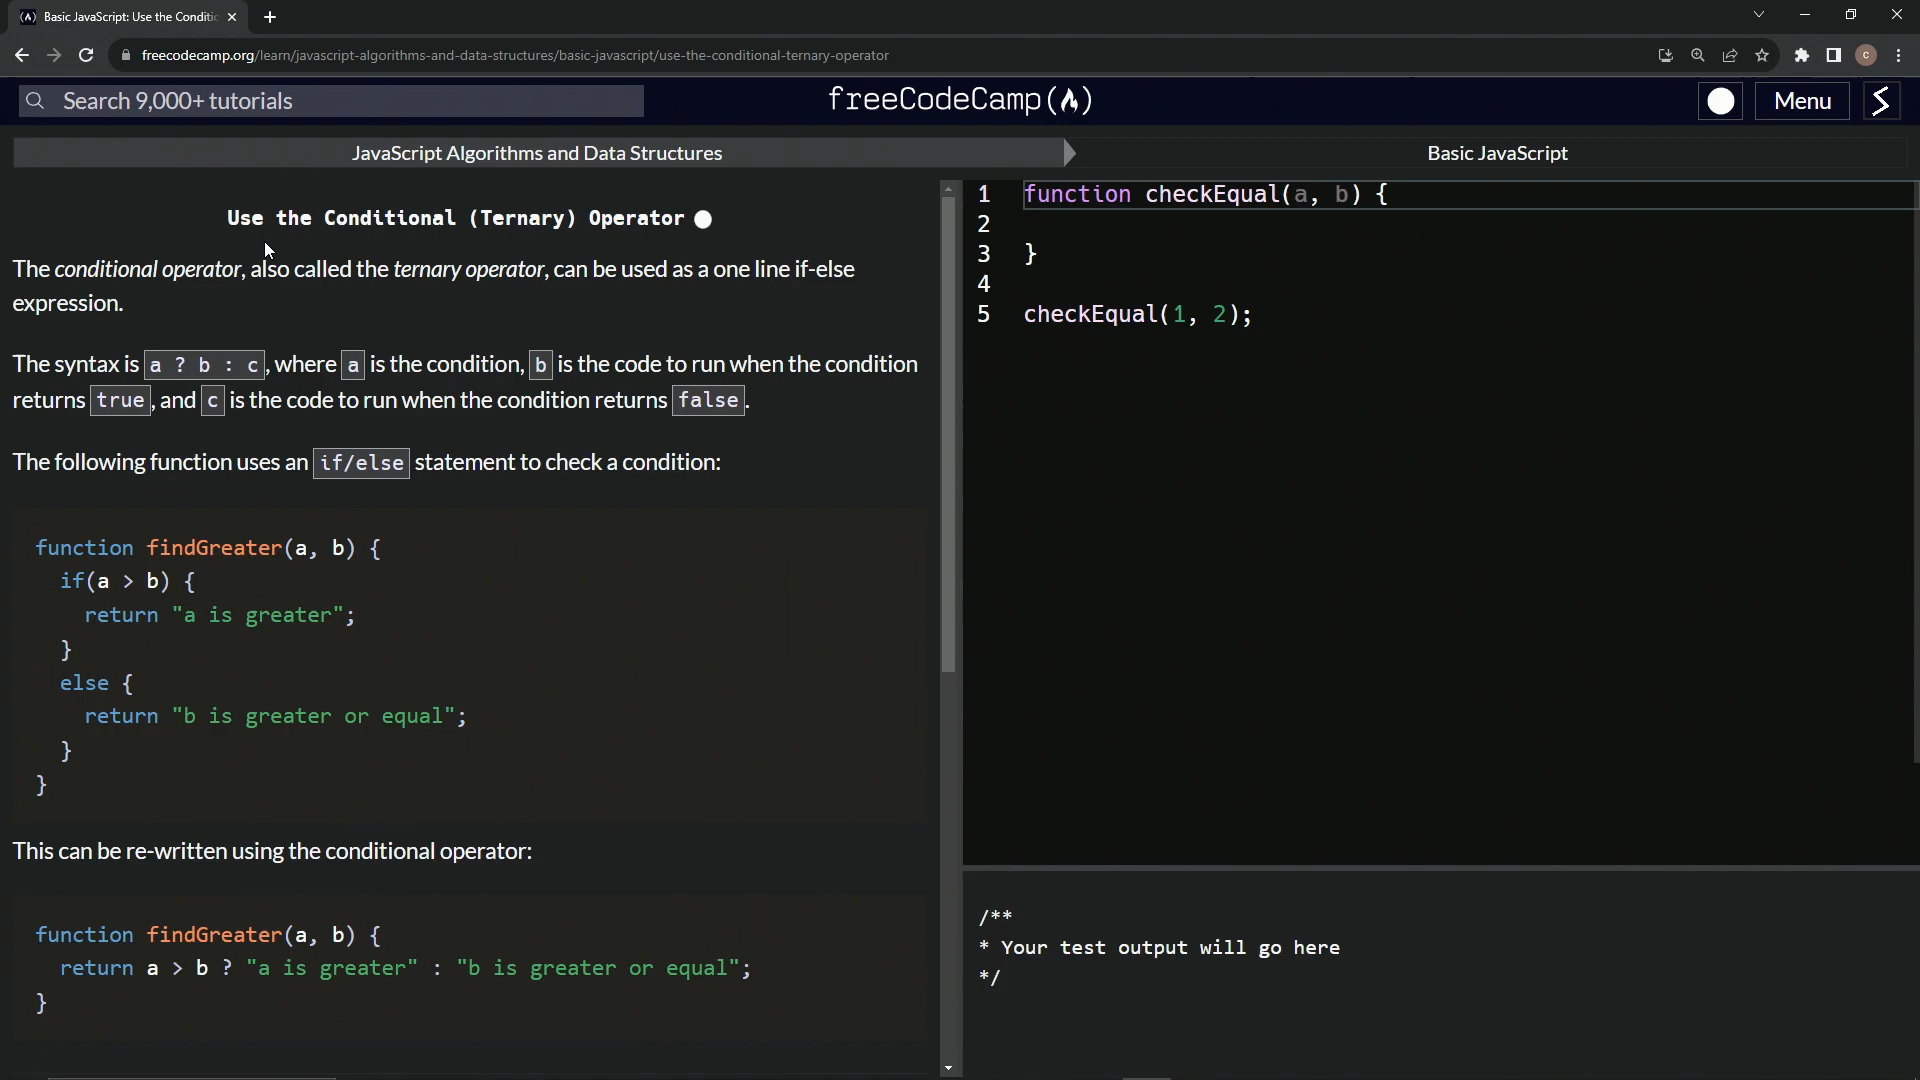 Basic JavaScript: Use the Conditio
freecodecamp.org/learn/javascript-algorithms-and-data-structures/basic-javascript/use-the-conditional-ternary-operator
c
Search 9,000+ tutorials
freeCodeCamp
Menu
JavaScript Algorithms and Data Structures
Basic JavaScript
Use the Conditional (Ternary) Operator
The conditional operator, also called the ternary operator, can be used as a one line if-else
expression.
The syntax is a ? b : c, where a is the condition, b is the code to run when the condition
returns true, and c is the code to run when the condition returns false.
The following function uses an if/else statement to check a condition:
function findGreater(a, b) {
if(a > b) {
return "a is greater";
}
else {
return "b is greater or equal";
}
}
This can be re-written using the conditional operator:
function findGreater(a, b) {
return a > b ? "a is greater" : "b is greater or equal";
}
1 function checkEqual(a, b) {
2
3 }
4
5 checkEqual(1, 2);
/**
* Your test output will go here
*/